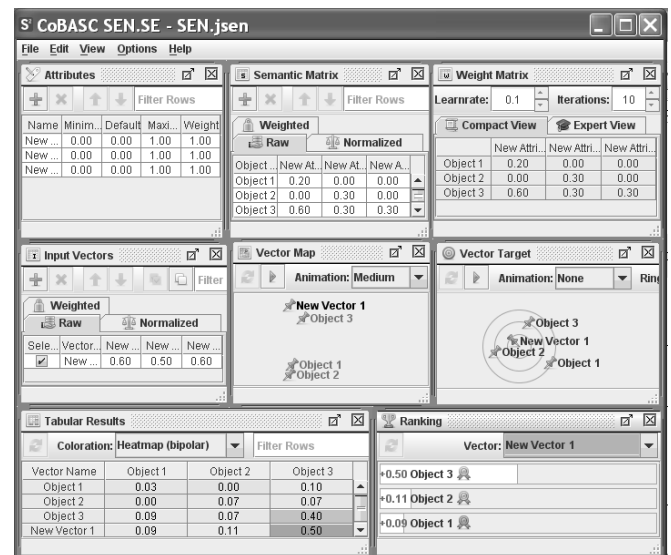 CoBASC SEN.SE - SEN.jsen
File Edit View Options Help
Attributes
Filter Rows
Name Minim... Default Maxi... Weight
New ... 0.00 0.00 1.00 1.00
New ... 0.00 0.00 1.00 1.00
New ... 0.00 0.00 1.00 1.00
Semantic Matrix
Filter Rows
Weighted
Raw Normalized
Object ... New At... New At... New A...
Object 1 0.20 0.00 0.00
Object 2 0.00 0.30 0.00
Object 3 0.60 0.30 0.30
Weight Matrix
Learnrate: 0.1 Iterations: 10
Compact View Expert View
New Attri... New Attri... New Attri...
Object 1 0.20 0.00 0.00
Object 2 0.00 0.30 0.00
Object 3 0.60 0.30 0.30
Input Vectors
Filter
Weighted
Raw Normalized
Sele... Vector... New ... New ... New ...
New ... 0.60 0.50 0.60
Vector Map
Animation: Medium
New Vector 1
Object 3
Object 1
Object 2
Vector Target
Animation: None Ring
Object 3
New Vector 1
Object 2
Object 1
Tabular Results
Coloration: Heatmap (bipolar) Filter Rows
Vector Name Object 1 Object 2 Object 3
Object 1 0.03 0.00 0.10
Object 2 0.00 0.07 0.07
Object 3 0.09 0.07 0.40
New Vector 1 0.09 0.11 0.50
Ranking
Vector: New Vector 1
+0.50 Object 3
+0.11 Object 2
+0.09 Object 1